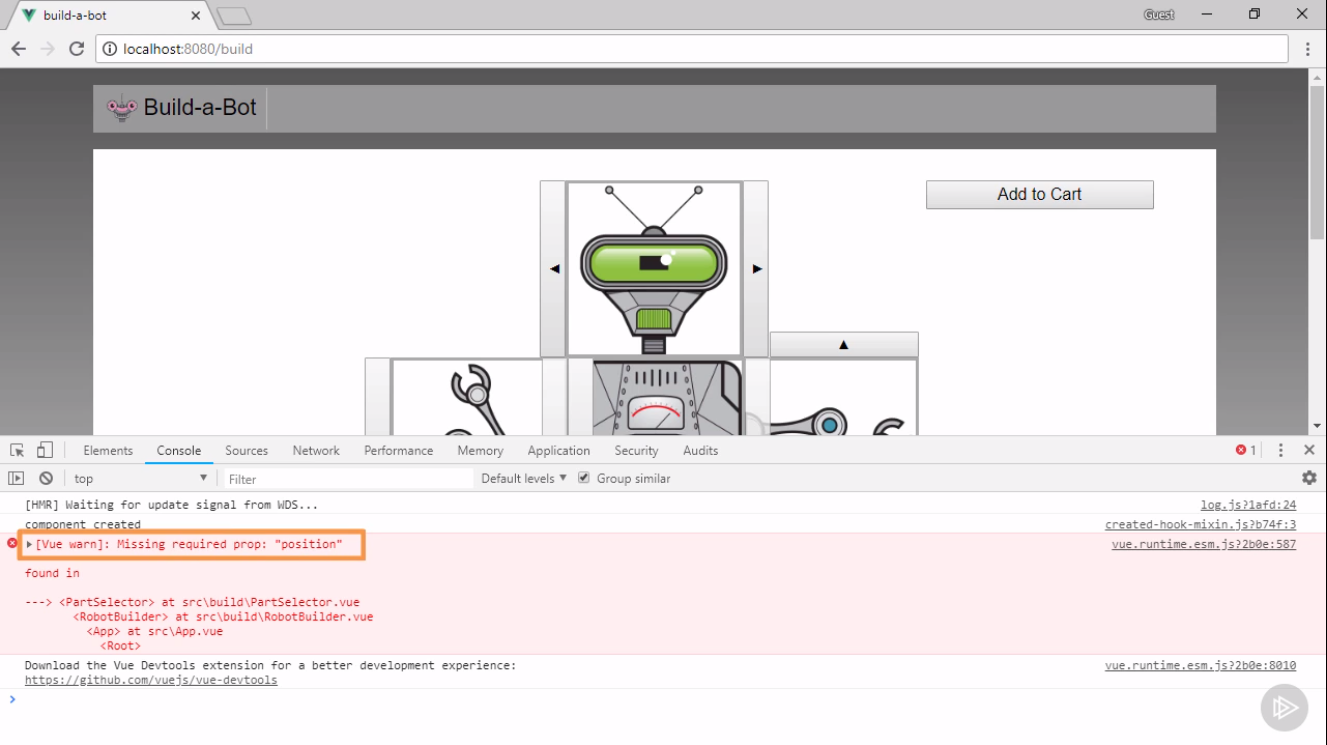 build-a-bot
Guest
localhost:8080/build
Build-a-Bot
Add to Cart
Elements Console Sources Network Performance Memory Application Security Audits 1
top Filter Default levels Group similar
[HMR] Waiting for update signal from WDS... log.js?1afd:24
component created created-hook-mixin.js?b74f:3
[Vue warn]: Missing required prop: "position" vue.runtime.esm.js?2b0e:587
found in
---> <PartSelector> at src\build\PartSelector.vue
<RobotBuilder> at src\build\RobotBuilder.vue
<App> at src\App.vue
<Root>
Download the Vue Devtools extension for a better development experience: vue.runtime.esm.js?2b0e:8010
https://github.com/vuejs/vue-devtools